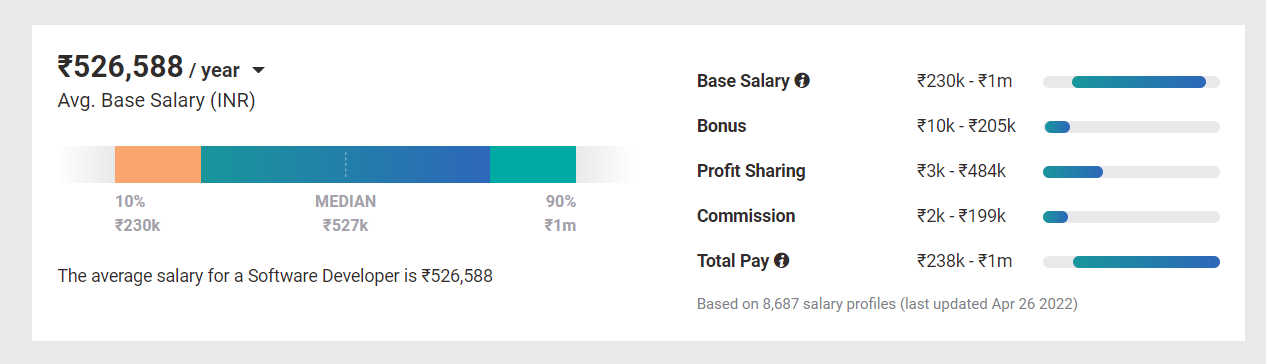 ₹526,588 / year
Avg. Base Salary (INR)
10%
₹230k
MEDIAN
₹527k
90%
₹1m
The average salary for a Software Developer is ₹526,588
Base Salary ₹230k - ₹1m
Bonus ₹10k - ₹205k
Profit Sharing ₹3k - ₹484k
Commission ₹2k - ₹199k
Total Pay ₹238k - ₹1m
Based on 8,687 salary profiles (last updated Apr 26 2022)